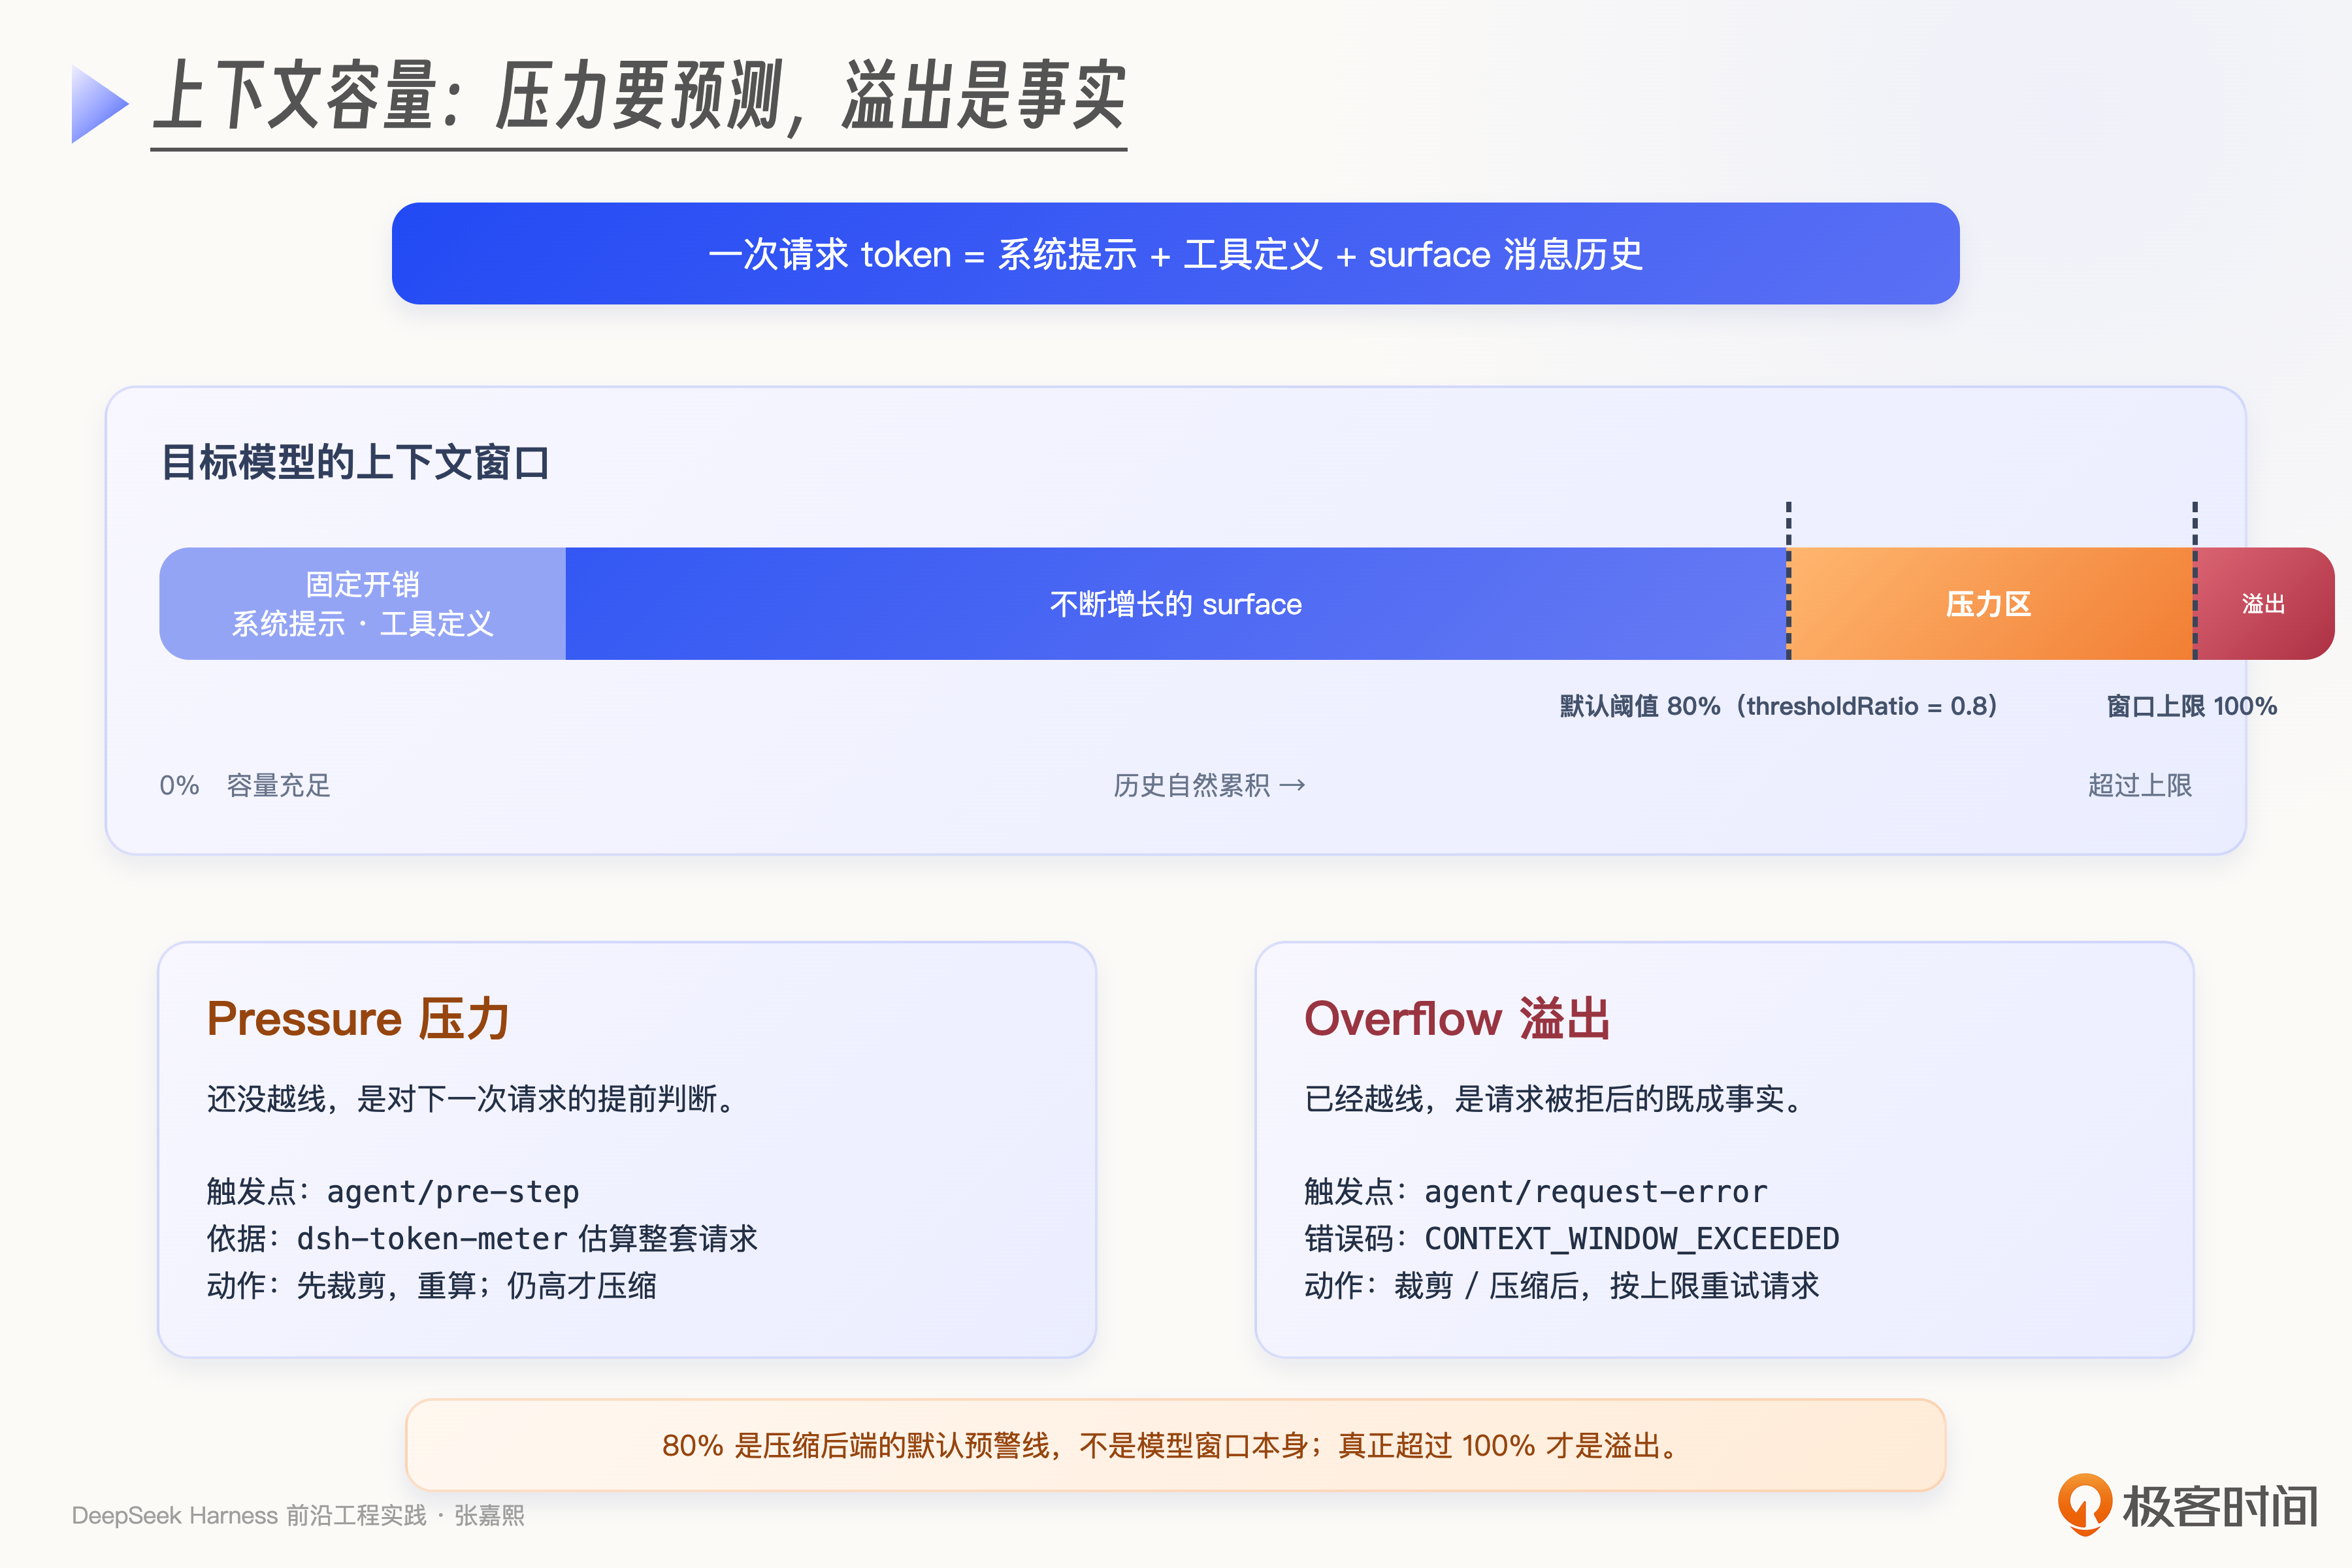 上下文容量：压力要预测，溢出是事实
一次请求 token = 系统提示 + 工具定义 + surface 消息历史
目标模型的上下文窗口
固定开销
系统提示 · 工具定义
不断增长的 surface
压力区
溢出
默认阈值 80%（thresholdRatio = 0.8）
窗口上限 100%
0% 容量充足
历史自然累积 →
超过上限
Pressure 压力
还没越线，是对下一次请求的提前判断。
触发点：agent/pre-step
依据：dsh-token-meter 估算整套请求
动作：先裁剪，重算；仍高才压缩
Overflow 溢出
已经越线，是请求被拒后的既成事实。
触发点：agent/request-error
错误码：CONTEXT_WINDOW_EXCEEDED
动作：裁剪 / 压缩后，按上限重试请求
80% 是压缩后端的默认预警线，不是模型窗口本身；真正超过 100% 才是溢出。
DeepSeek Harness 前沿工程实践 · 张嘉熙
极客时间